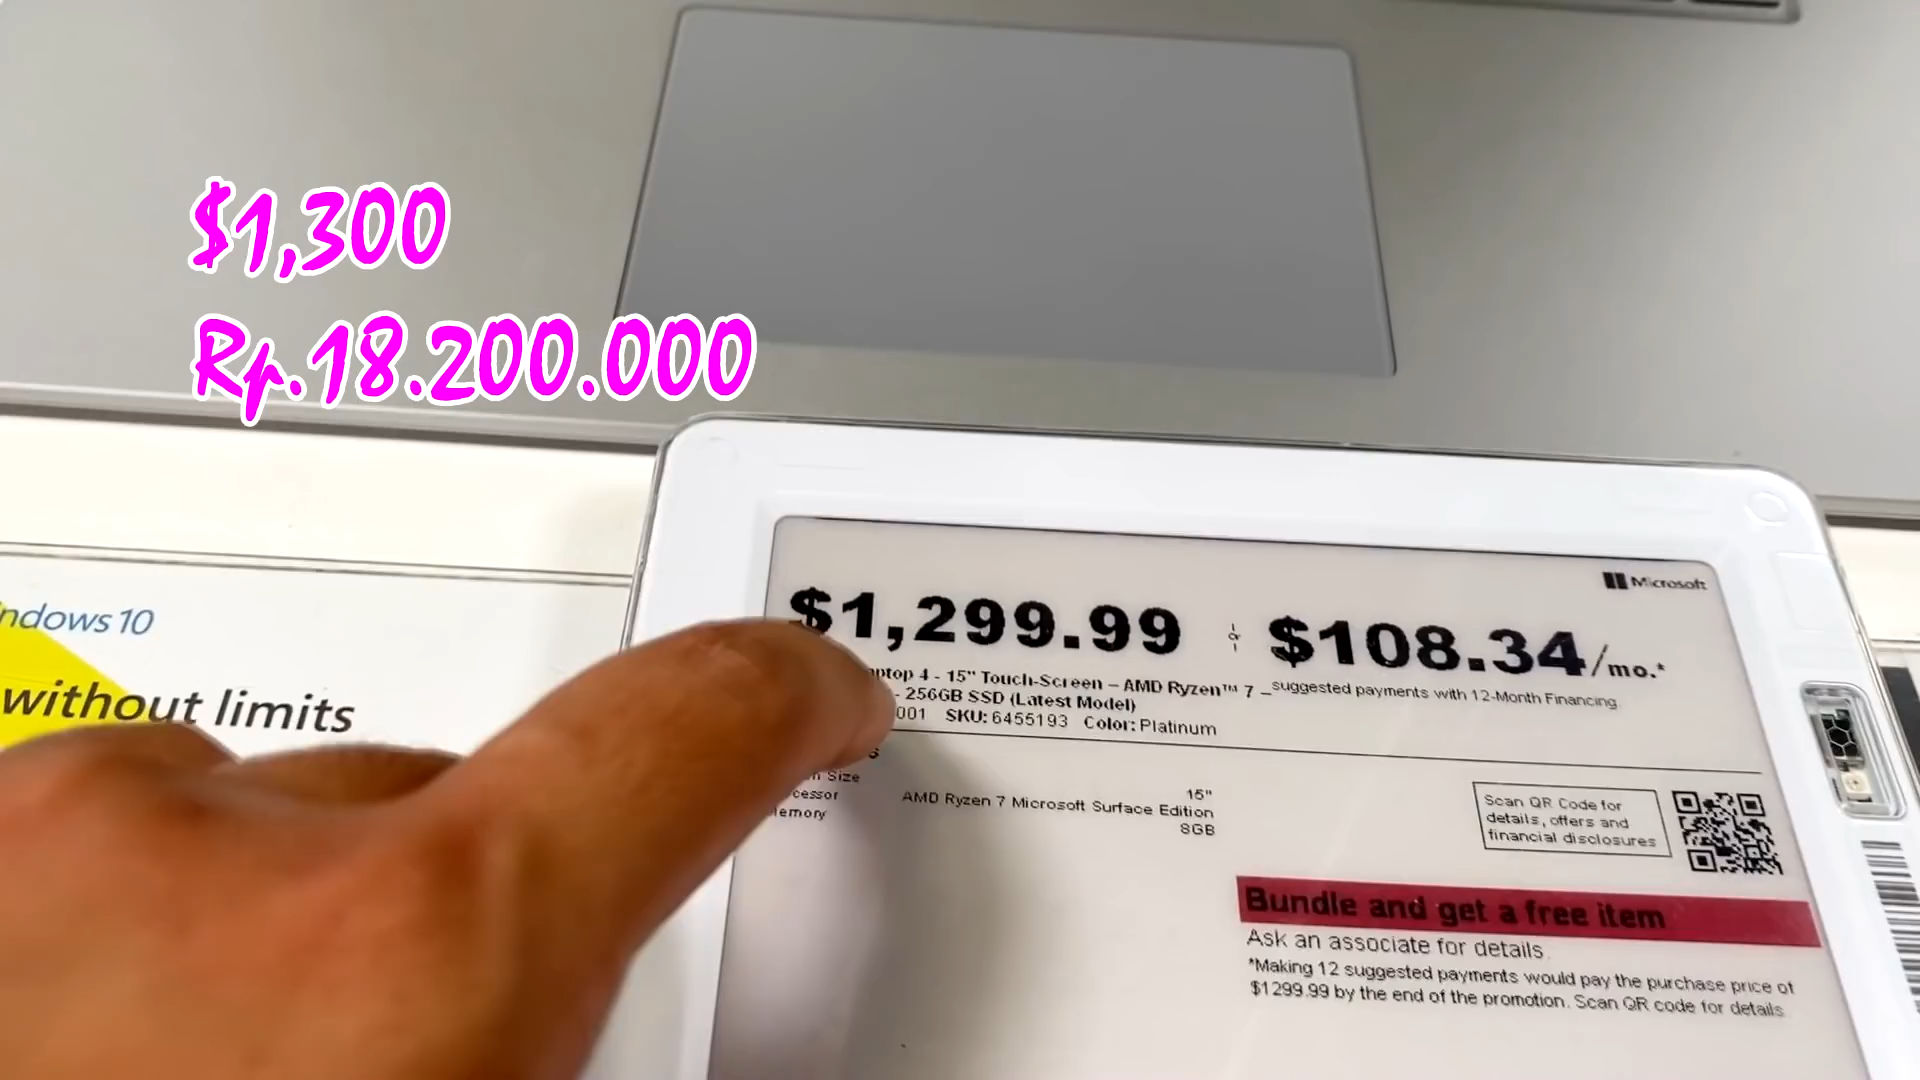 $1,300
Rp.18.200.000
ndows 10
without limits
Microsoft
$1,299.99 or $108.34/mo.*
ptop 4 - 15" Touch-Screen – AMD Ryzen™ 7 –
suggested payments with 12-Month Financing.
- 256GB SSD (Latest Model)
001 SKU: 6455193 Color: Platinum
Size 15"
cessor AMD Ryzen 7 Microsoft Surface Edition
emory 8GB
Scan QR Code for
details, offers and
financial disclosures
Bundle and get a free item
Ask an associate for details.
*Making 12 suggested payments would pay the purchase price of
$1299.99 by the end of the promotion. Scan QR code for details.